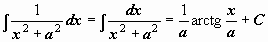 ∫ 1/(x² + a²) dx = ∫ dx/(x² + a²) = 1/a arctg x/a + C